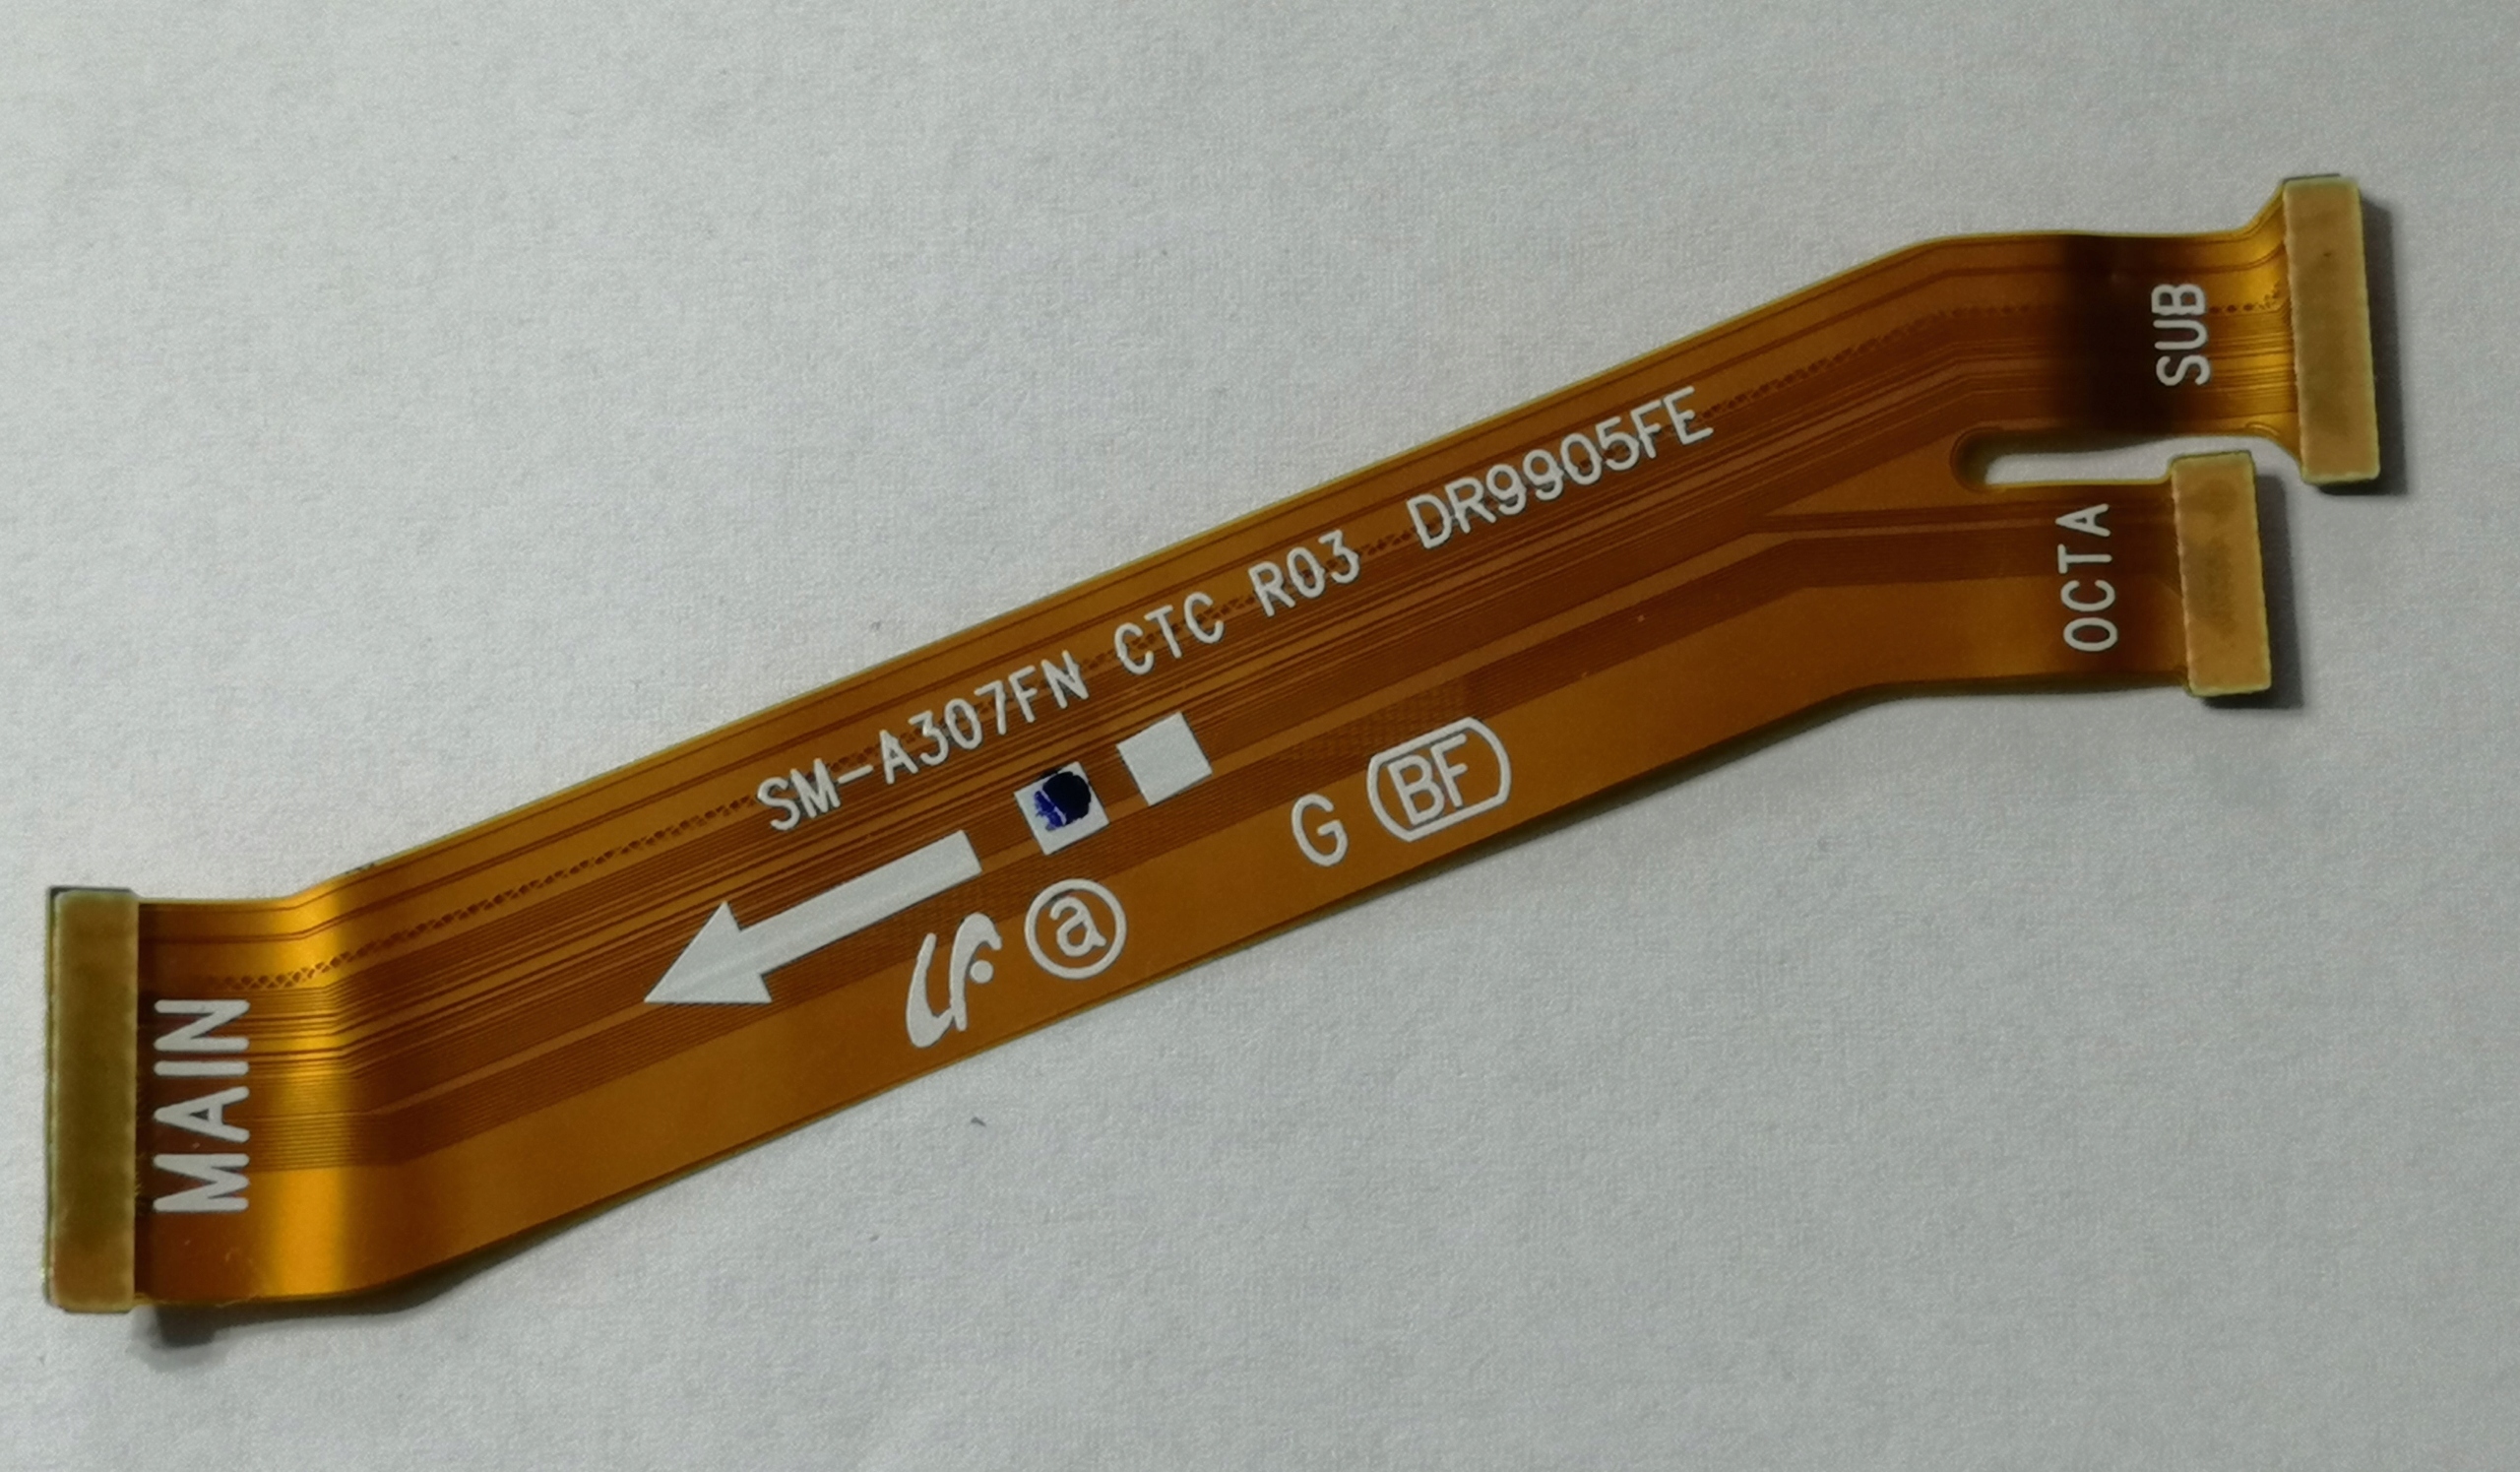 SM-A307FN CTC R03 DR9905FE
SUB
OCTA
MAIN
a
G BF